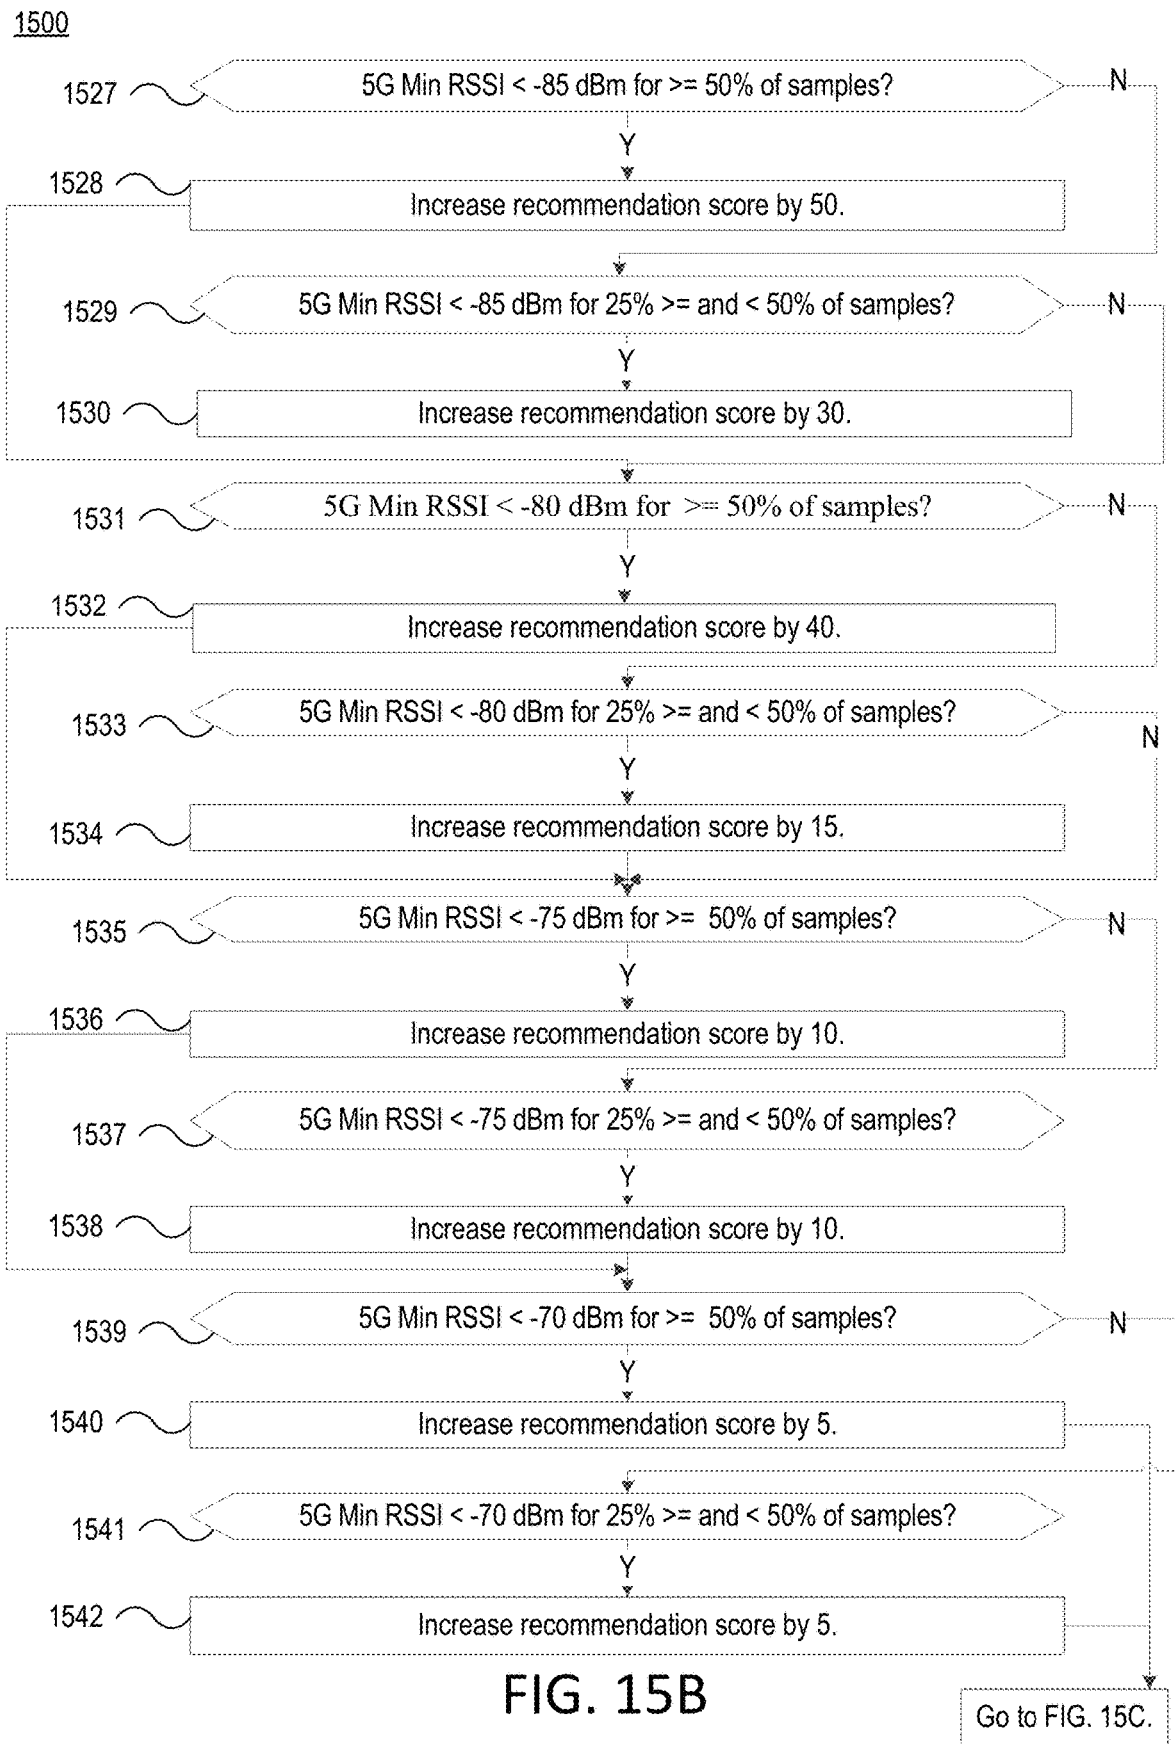 1500
1527
5G Min RSSI < -85 dBm for >= 50% of samples?
N
Y
1528
Increase recommendation score by 50.
1529
5G Min RSSI < -85 dBm for 25% >= and < 50% of samples?
N
Y
1530
Increase recommendation score by 30.
1531
5G Min RSSI < -80 dBm for >= 50% of samples?
N
Y
1532
Increase recommendation score by 40.
1533
5G Min RSSI < -80 dBm for 25% >= and < 50% of samples?
N
Y
1534
Increase recommendation score by 15.
1535
5G Min RSSI < -75 dBm for >= 50% of samples?
N
Y
1536
Increase recommendation score by 10.
1537
5G Min RSSI < -75 dBm for 25% >= and < 50% of samples?
Y
1538
Increase recommendation score by 10.
1539
5G Min RSSI < -70 dBm for >= 50% of samples?
N
Y
1540
Increase recommendation score by 5.
1541
5G Min RSSI < -70 dBm for 25% >= and < 50% of samples?
Y
1542
Increase recommendation score by 5.
FIG. 15B
Go to FIG. 15C.